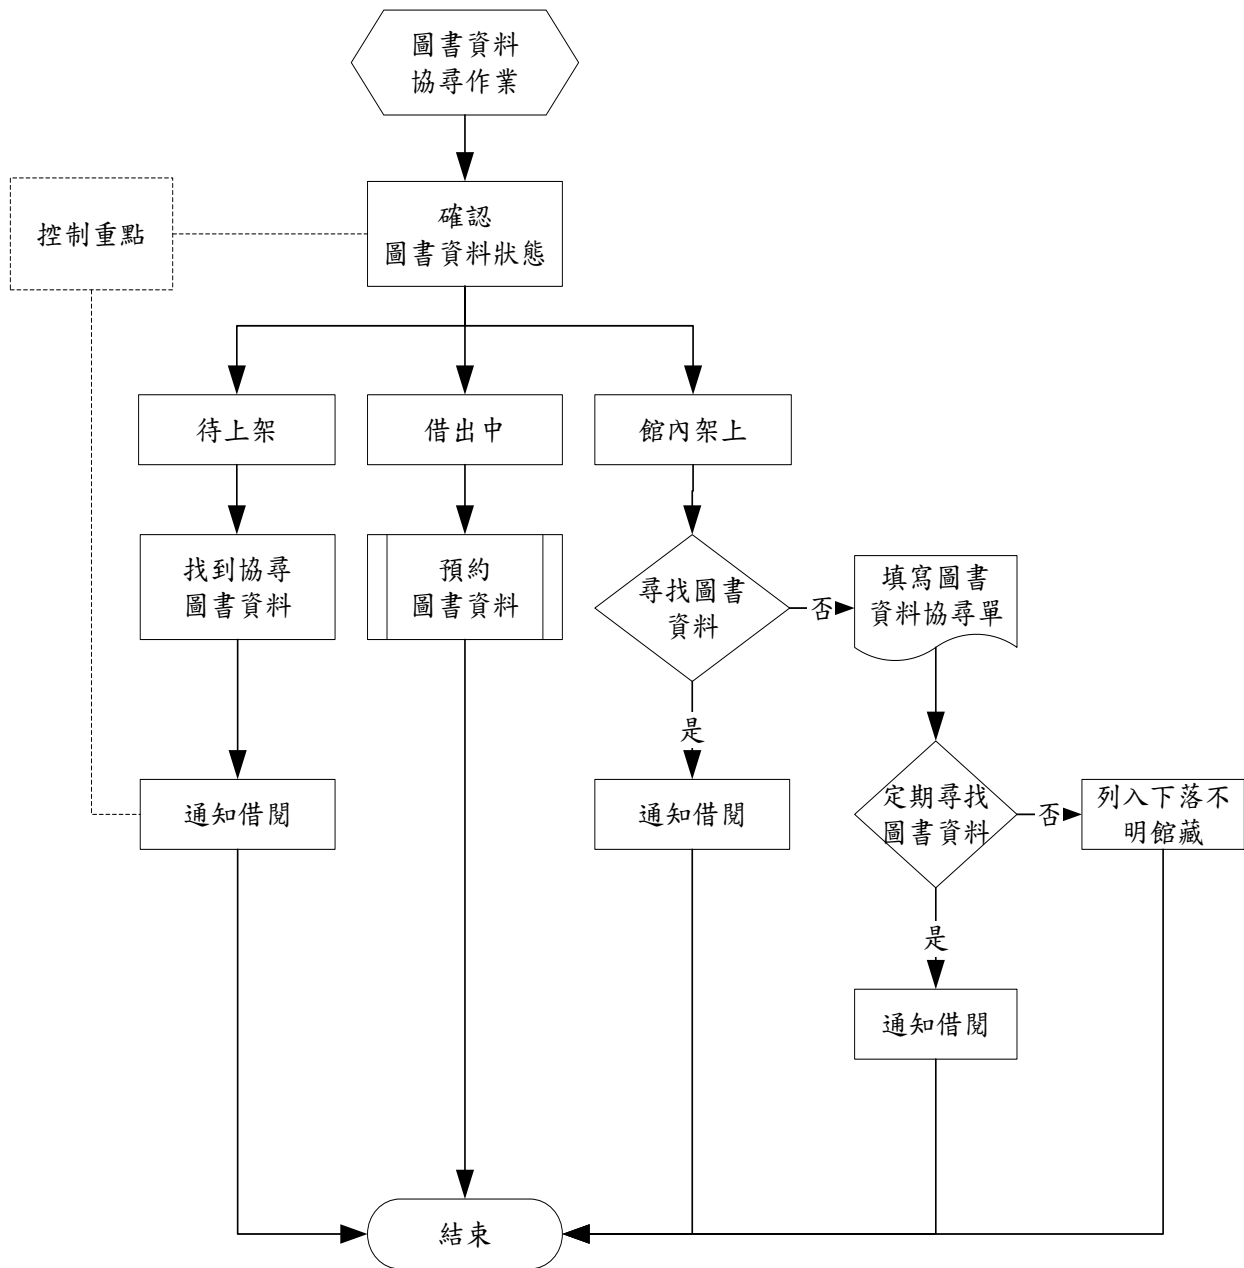 圖書資料
協尋作業
控制重點
確認
圖書資料狀態
待上架
借出中
館內架上
找到協尋
圖書資料
預約
圖書資料
尋找圖書
資料
否
填寫圖書
資料協尋單
是
通知借閱
通知借閱
定期尋找
圖書資料
否
列入下落不
明館藏
是
通知借閱
結束